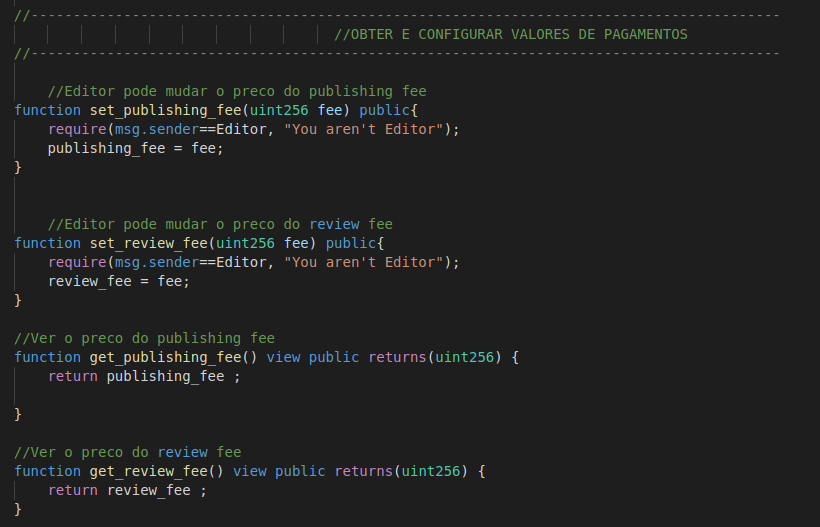 //-----------------------------------------------------------------------------------------
//OBTER E CONFIGURAR VALORES DE PAGAMENTOS
//-----------------------------------------------------------------------------------------
//Editor pode mudar o preco do publishing fee
function set_publishing_fee(uint256 fee) public{
require(msg.sender==Editor, "You aren't Editor");
publishing_fee = fee;
}
//Editor pode mudar o preco do review fee
function set_review_fee(uint256 fee) public{
require(msg.sender==Editor, "You aren't Editor");
review_fee = fee;
}
//Ver o preco do publishing fee
function get_publishing_fee() view public returns(uint256) {
return publishing_fee ;
}
//Ver o preco do review fee
function get_review_fee() view public returns(uint256) {
return review_fee ;
}